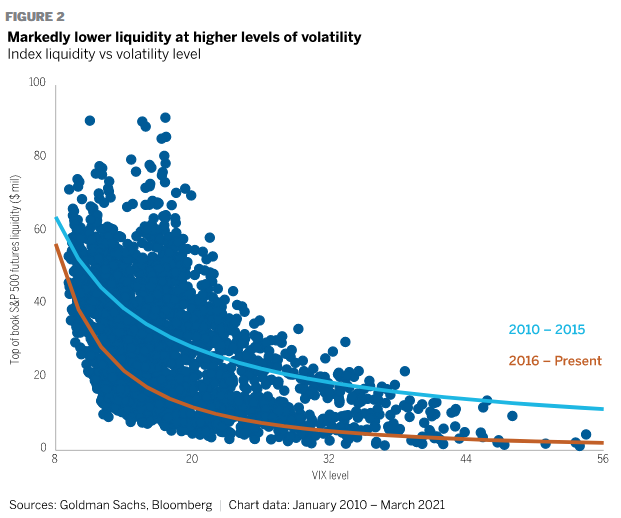 FIGURE 2
Markedly lower liquidity at higher levels of volatility
Index liquidity vs volatility level
Top of book S&P 500 futures liquidity ($mil)
100
80
60
40
20
0
2010 – 2015
2016 – Present
8
20
32
44
56
VIX level
Sources: Goldman Sachs, Bloomberg | Chart data: January 2010 – March 2021